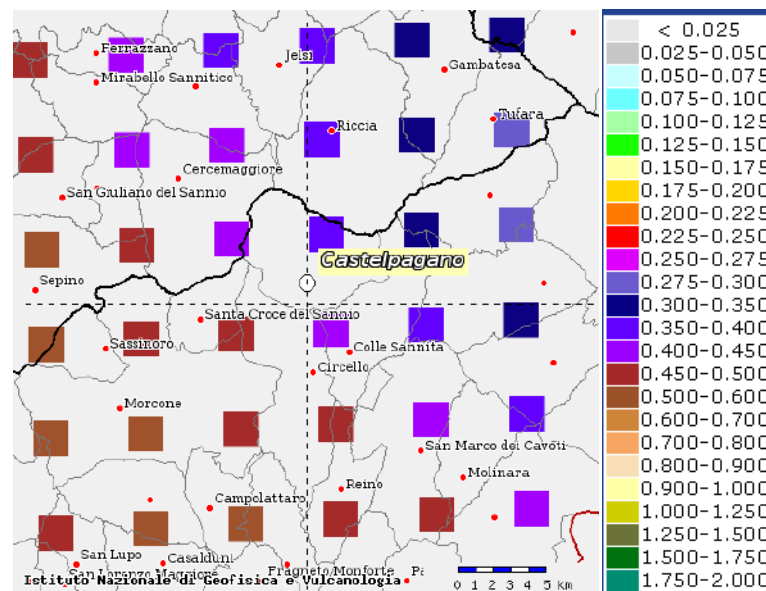 Ferrazzano
Jelsi
Mirabello Sannitico
Gambatesa
Tufara
Riccia
Cercemaggiore
San Giuliano del Sannio
Castelpagano
Sepino
Santa Croce del Sannio
Sassinoro
Colle Sannita
Circello
Morcone
San Marco dei Cavoti
Molinara
Reino
Campolattaro
San Lupo
Casalduni
San Lorenzo Maggiore
Fragneto Monforte
Istituto Nazionale di Geofisica e Vulcanologia
0 1 2 3 4 5 km
< 0.025
0.025-0.050
0.050-0.075
0.075-0.100
0.100-0.125
0.125-0.150
0.150-0.175
0.175-0.200
0.200-0.225
0.225-0.250
0.250-0.275
0.275-0.300
0.300-0.350
0.350-0.400
0.400-0.450
0.450-0.500
0.500-0.600
0.600-0.700
0.700-0.800
0.800-0.900
0.900-1.000
1.000-1.250
1.250-1.500
1.500-1.750
1.750-2.000